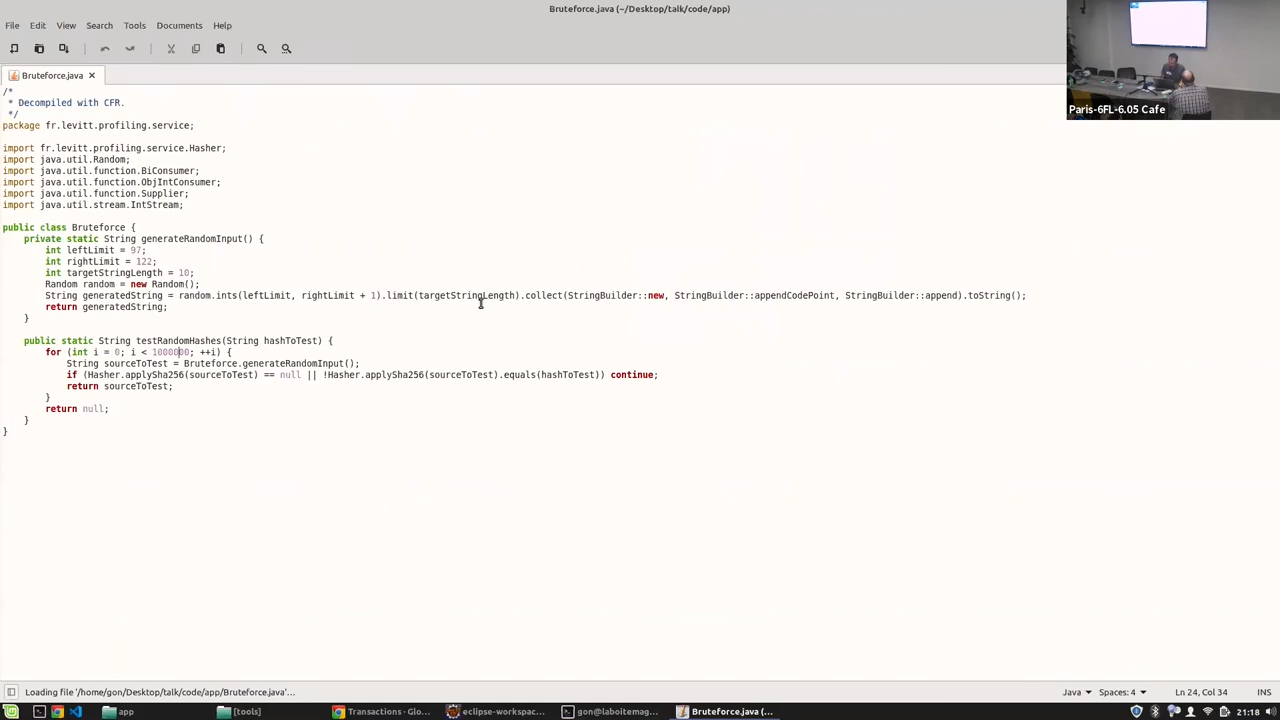 Bruteforce.java (~/Desktop/talk/code/app)
File Edit View Search Tools Documents Help
Bruteforce.java
/*
* Decompiled with CFR.
*/
package fr.levitt.profiling.service;
import fr.levitt.profiling.service.Hasher;
import java.util.Random;
import java.util.function.BiConsumer;
import java.util.function.ObjIntConsumer;
import java.util.function.Supplier;
import java.util.stream.IntStream;
public class Bruteforce {
private static String generateRandomInput() {
int leftLimit = 97;
int rightLimit = 122;
int targetStringLength = 10;
Random random = new Random();
String generatedString = random.ints(leftLimit, rightLimit + 1).limit(targetStringLength).collect(StringBuilder::new, StringBuilder::appendCodePoint, StringBuilder::append).toString();
return generatedString;
}
public static String testRandomHashes(String hashToTest) {
for (int i = 0; i < 1000000; ++i) {
String sourceToTest = Bruteforce.generateRandomInput();
if (Hasher.applySha256(sourceToTest) == null || !Hasher.applySha256(sourceToTest).equals(hashToTest)) continue;
return sourceToTest;
}
return null;
}
}
Paris-6FL-6.05 Cafe
Loading file '/home/gon/Desktop/talk/code/app/Bruteforce.java'…
Java Spaces: 4 Ln 24, Col 34 INS
app [tools] Transactions - Glo... eclipse-workspac... gon@laboitemag... Bruteforce.java (... 21:18